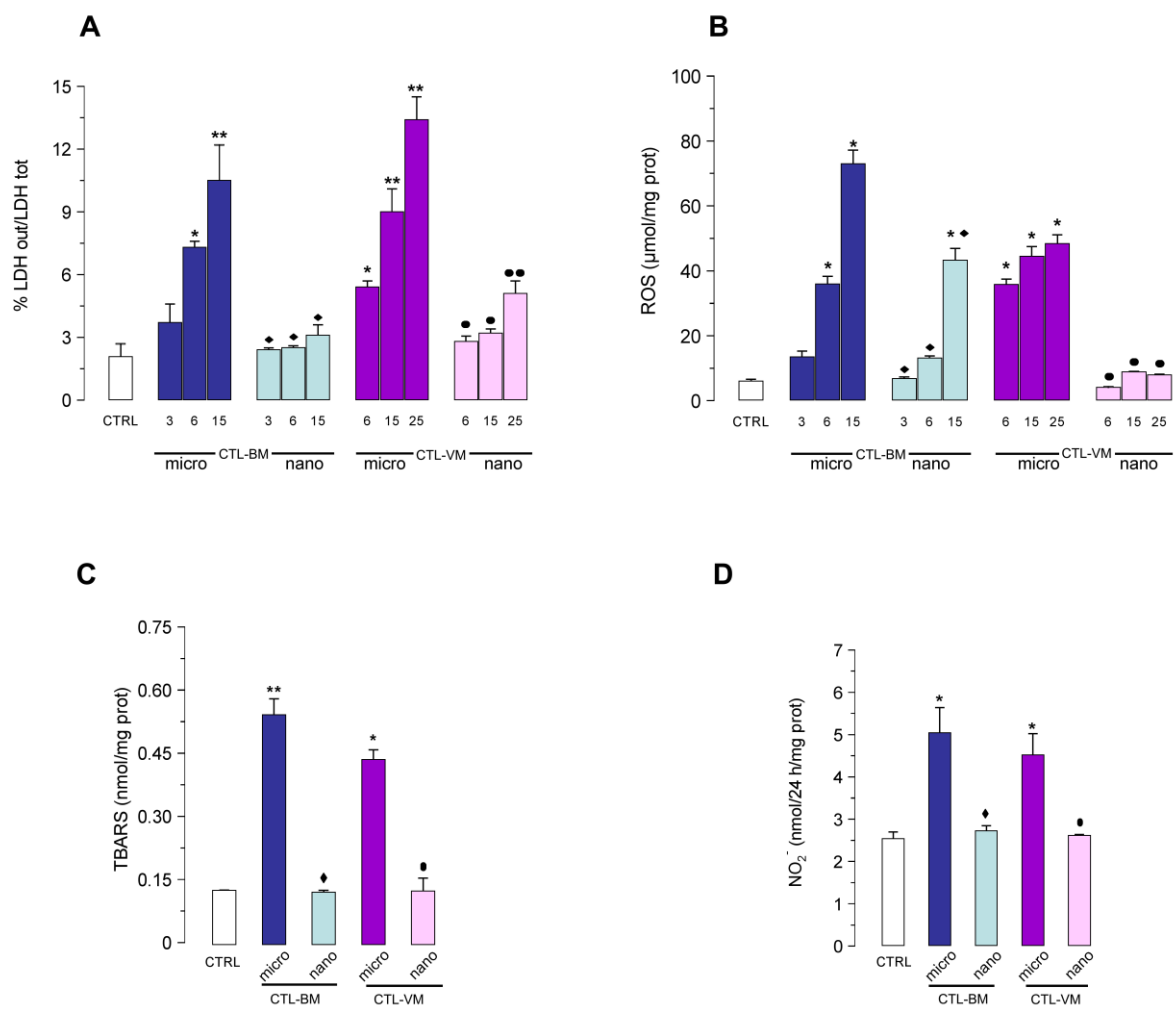 A
% LDH out/LDH tot
15
12
9
6
3
0
* ** * ** **
CTRL 3 6 15 3 6 15 6 15 25 6 15 25
CTL-BM CTL-VM
micro nano micro nano
B
ROS (µmol/mg prot)
100
80
60
40
20
0
* * * * * *
CTRL 3 6 15 3 6 15 6 15 25 6 15 25
CTL-BM CTL-VM
micro nano micro nano
C
TBARS (nmol/mg prot)
0.75
0.60
0.45
0.30
0.15
0
** *
CTRL micro nano micro nano
CTL-BM CTL-VM
D
NO₂⁻ (nmol/24 h/mg prot)
7
6
5
4
3
2
1
0
* *
CTRL micro nano micro nano
CTL-BM CTL-VM